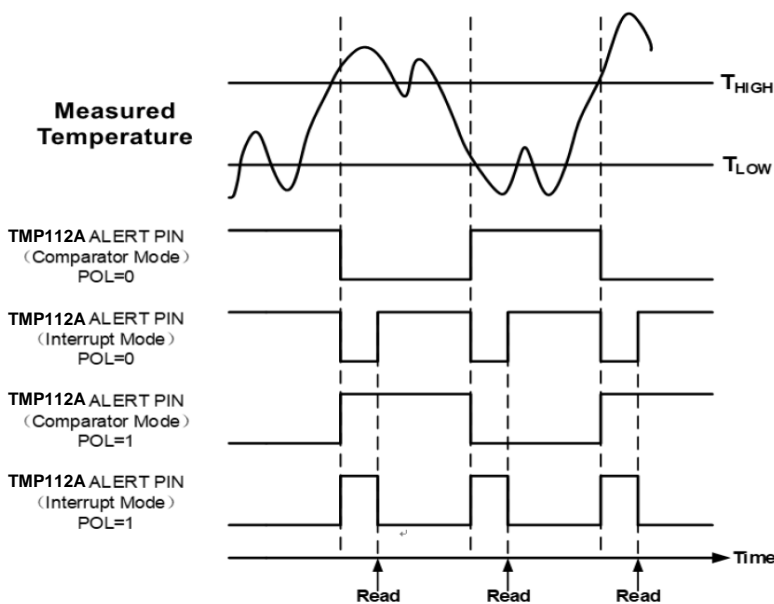 Measured
Temperature
THIGH
TLOW
TMP112A ALERT PIN
（Comparator Mode）
POL=0
TMP112A ALERT PIN
（Interrupt Mode）
POL=0
TMP112A ALERT PIN
（Comparator Mode）
POL=1
TMP112A ALERT PIN
（Interrupt Mode）
POL=1
Time
Read
Read
Read